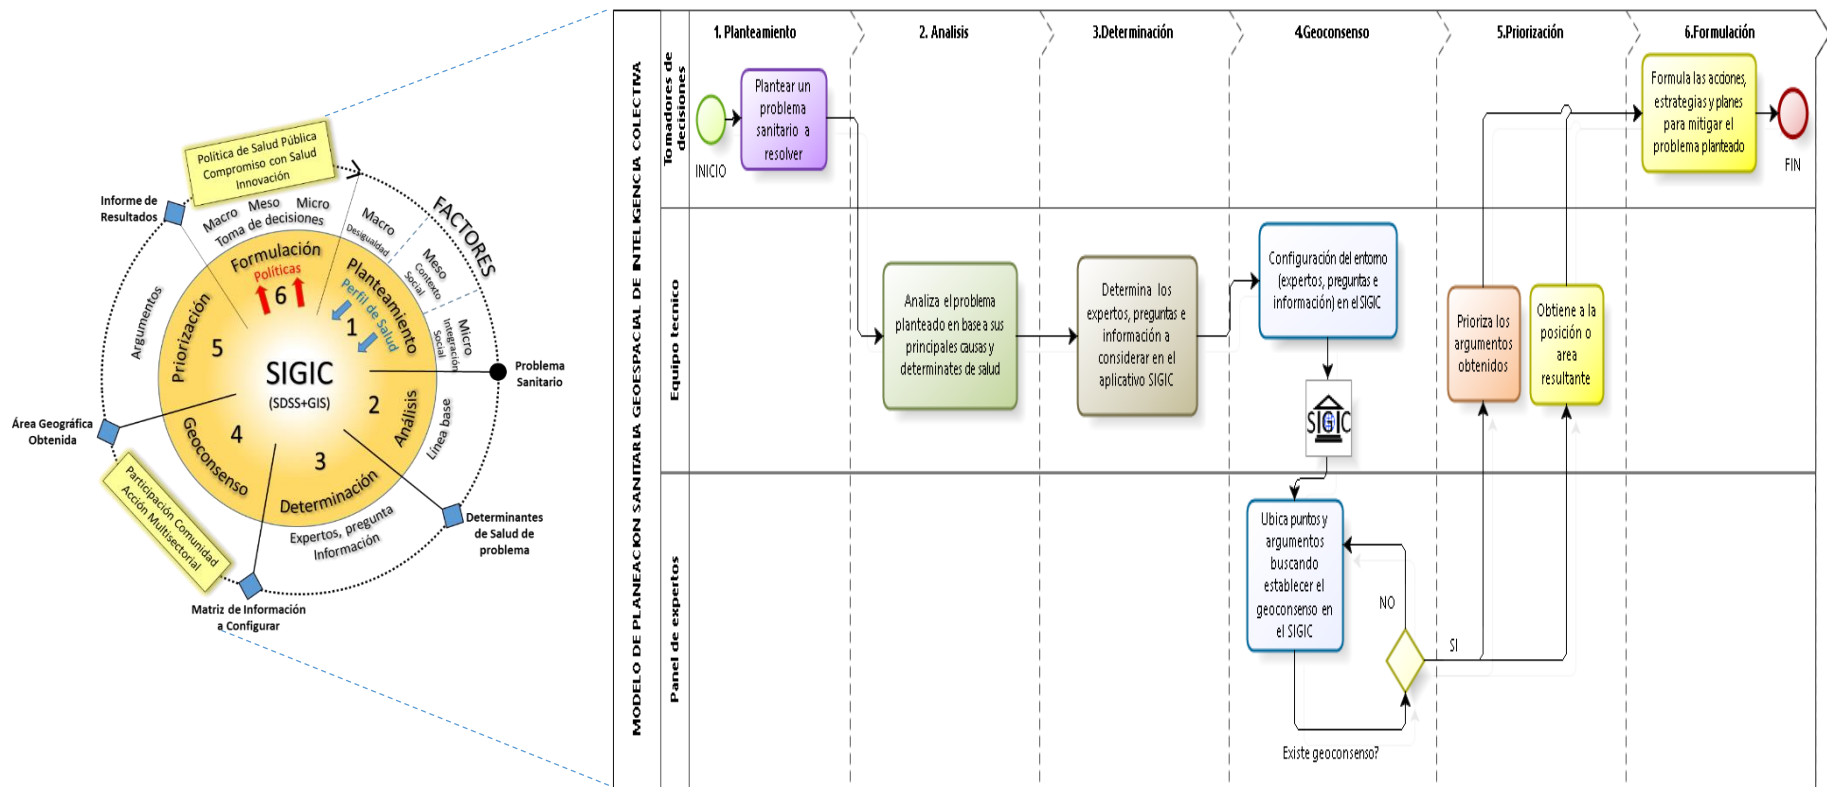 Política de Salud Pública
Compromiso con Salud
Innovación
Informe de
Resultados
Macro Meso Micro
Toma de decisiones
Formulación
Políticas
6
FACTORES
Macro
Desigualdad
Meso
Contexto
Social
Micro
Integración
Social
Planteamiento
Perfil de Salud
1
Problema
Sanitario
Argumentos
Priorización
5
SIGIC
(SDSS+GIS)
2
Análisis
Línea base
Área Geográfica
Obtenida
4
Geoconsenso
3
Determinación
Expertos, pregunta
Información
Determinantes
de Salud de
problema
Participación Comunidad
Acción Multisectorial
Matriz de Información
a Configurar
MODELO DE PLANEACION SANITARIA GEOESPACIAL DE INTELIGENCIA COLECTIVA
1. Planteamiento
2. Analisis
3.Determinación
4.Geoconsenso
5.Priorización
6.Formulación
Tomadores de
decisiones
INICIO
Plantear un
problema
sanitario a
resolver
Formula las acciones,
estrategias y planes
para mitigar el
problema planteado
FIN
Equipo tecnico
Analiza el problema
planteado en base a sus
principales causas y
determinates de salud
Determina los
expertos, preguntas e
información a
considerar en el
aplicativo SIGIC
Configuración del entorno
(expertos, preguntas e
información) en el SIGIC
SIGIC
Prioriza los
argumentos
obtenidos
Obtiene a la
posición o
area
resultante
Panel de expertos
Ubica puntos y
argumentos
buscando
establecer el
geoconsenso en
el SIGIC
NO
SI
Existe geoconsenso?